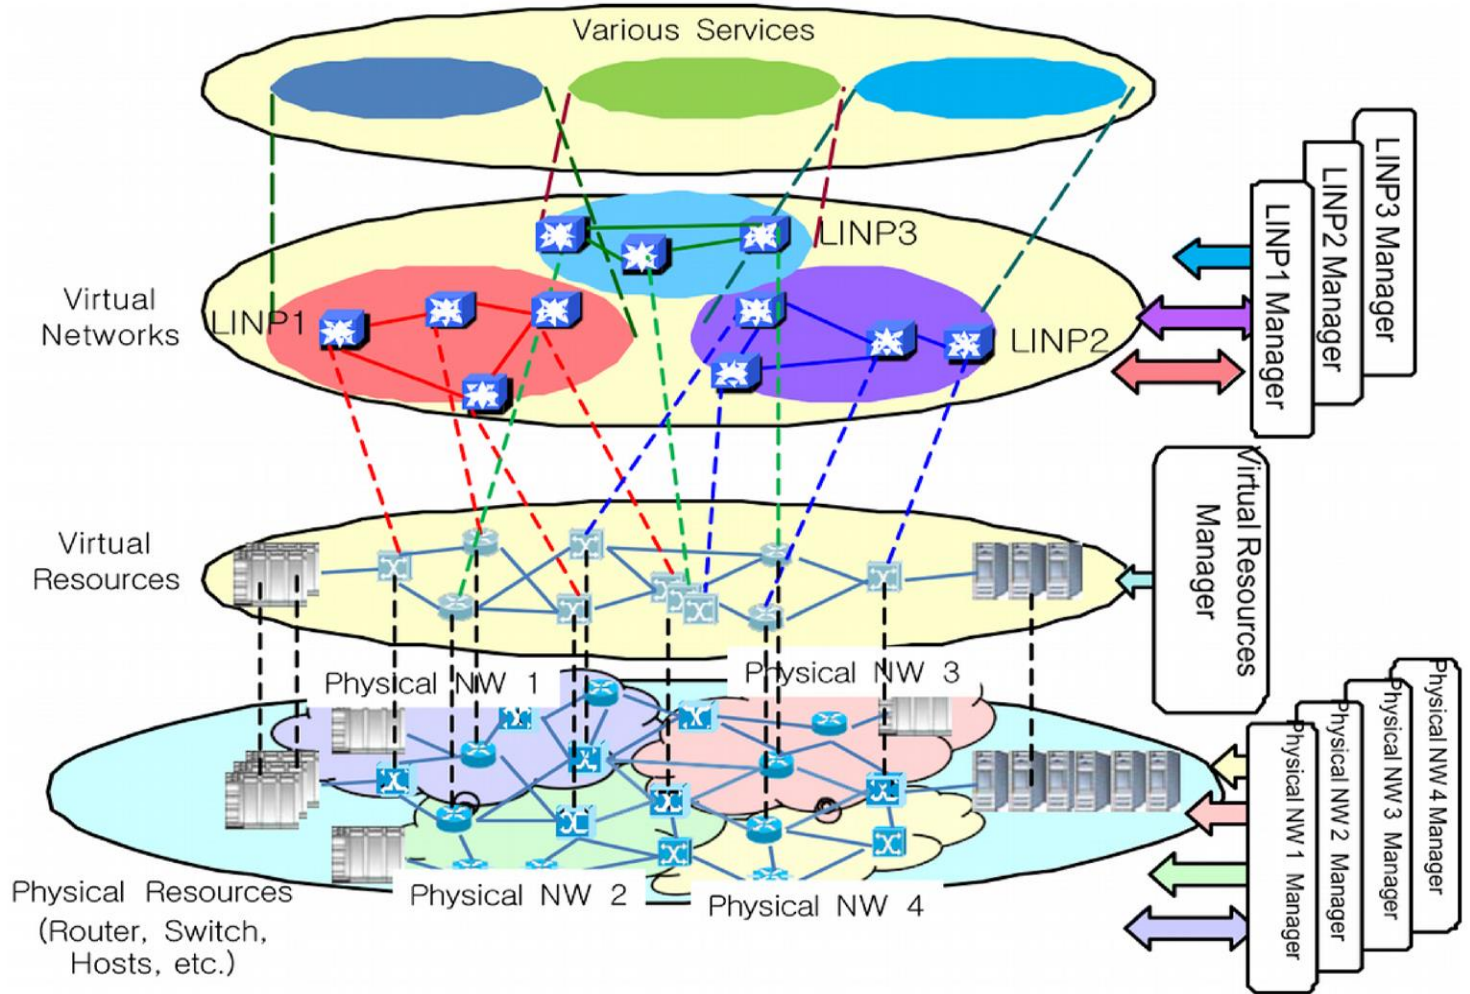 Various Services
LINP3 Manager
LINP2 Manager
LINP1 Manager
LINP3
Virtual
Networks
LINP1
LINP2
Virtual
Resources
Virtual Resources
Manager
Physical NW 1
Physical NW 3
Physical NW 4 Manager
Physical NW 3 Manager
Physical NW 2 Manager
Physical NW 1 Manager
Physical NW 2
Physical NW 4
Physical Resources
(Router, Switch,
Hosts, etc.)